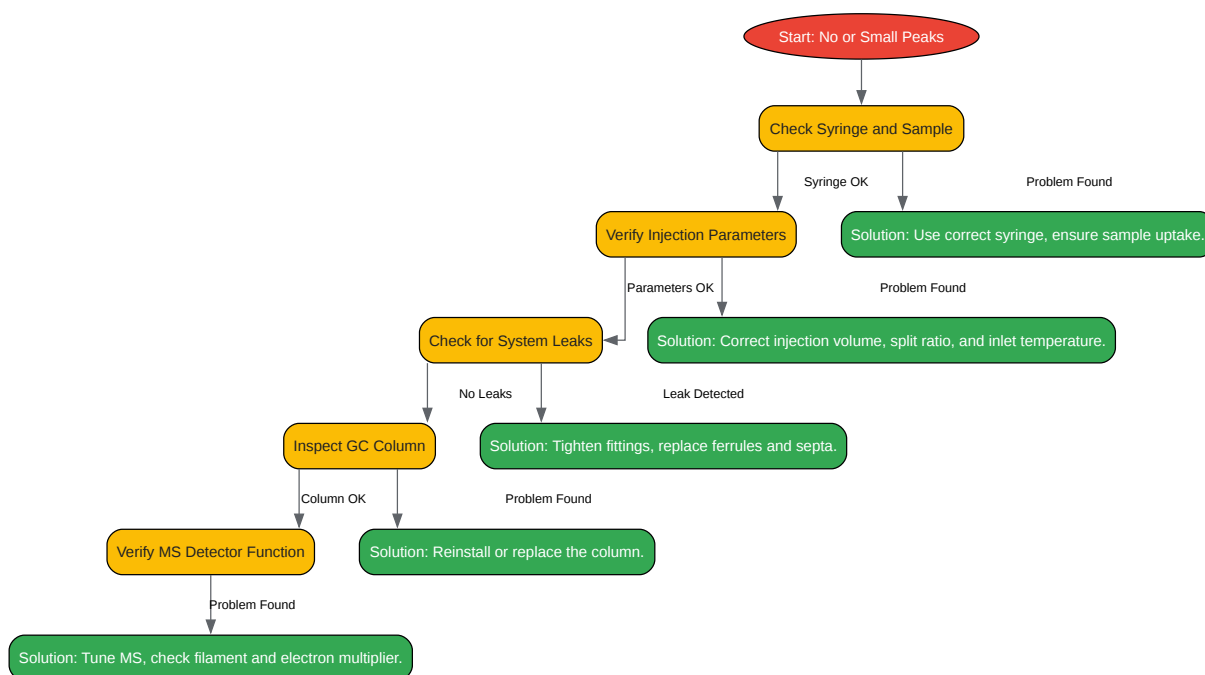 Start: No or Small Peaks
Check Syringe and Sample
Syringe OK
Problem Found
Verify Injection Parameters
Solution: Use correct syringe, ensure sample uptake.
Parameters OK
Problem Found
Check for System Leaks
Solution: Correct injection volume, split ratio, and inlet temperature.
No Leaks
Leak Detected
Inspect GC Column
Solution: Tighten fittings, replace ferrules and septa.
Column OK
Problem Found
Verify MS Detector Function
Solution: Reinstall or replace the column.
Problem Found
Solution: Tune MS, check filament and electron multiplier.